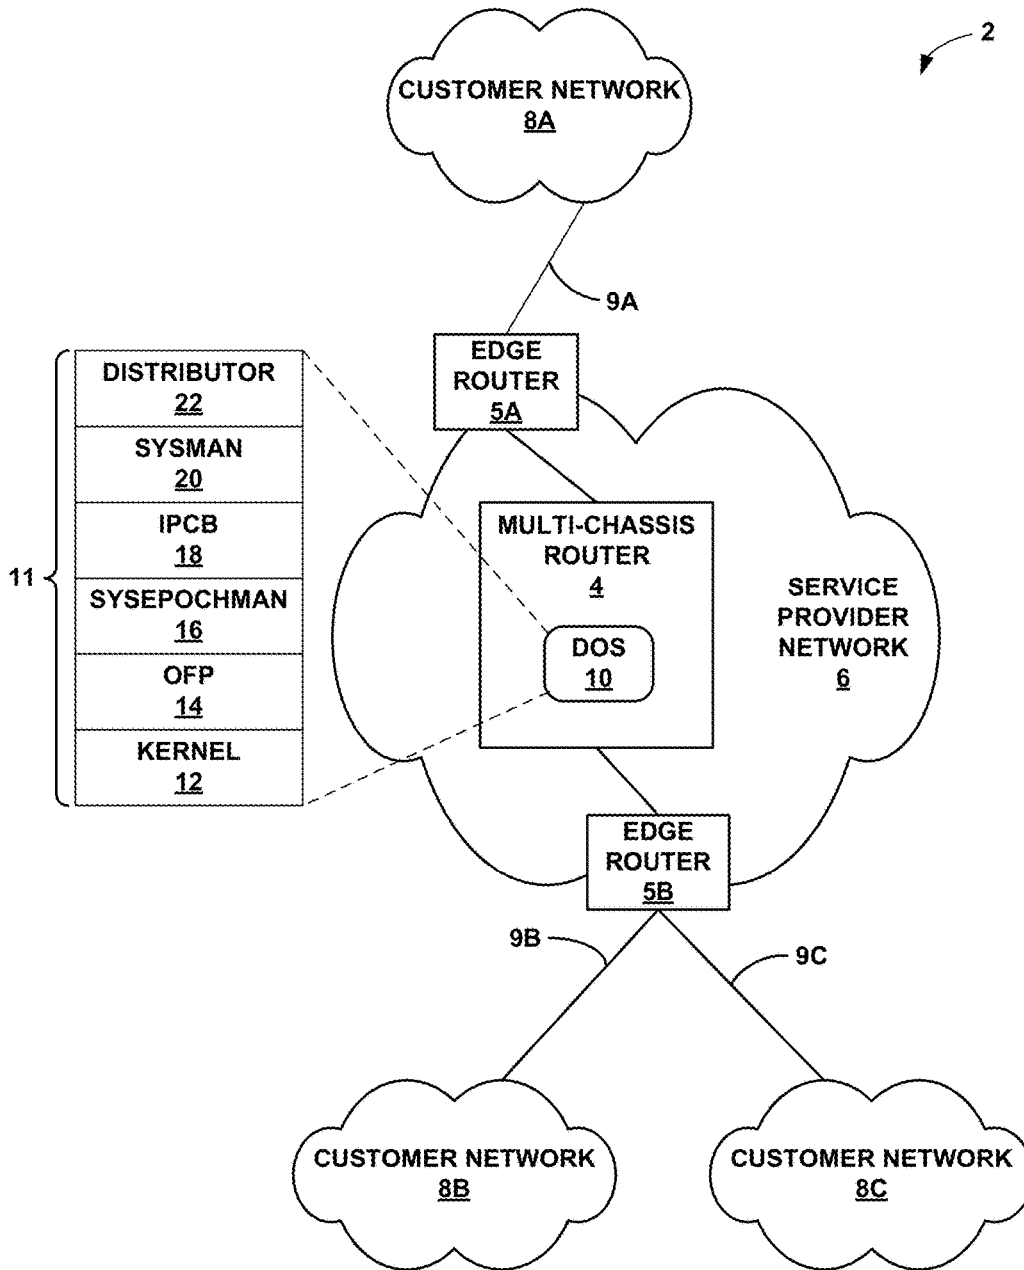 2
CUSTOMER NETWORK
8A
9A
EDGE
ROUTER
5A
DISTRIBUTOR
22
SYSMAN
20
IPCB
18
SYSEPOCHMAN
16
OFP
14
KERNEL
12
11
MULTI-CHASSIS
ROUTER
4
DOS
10
SERVICE
PROVIDER
NETWORK
6
EDGE
ROUTER
5B
9B
9C
CUSTOMER NETWORK
8B
CUSTOMER NETWORK
8C